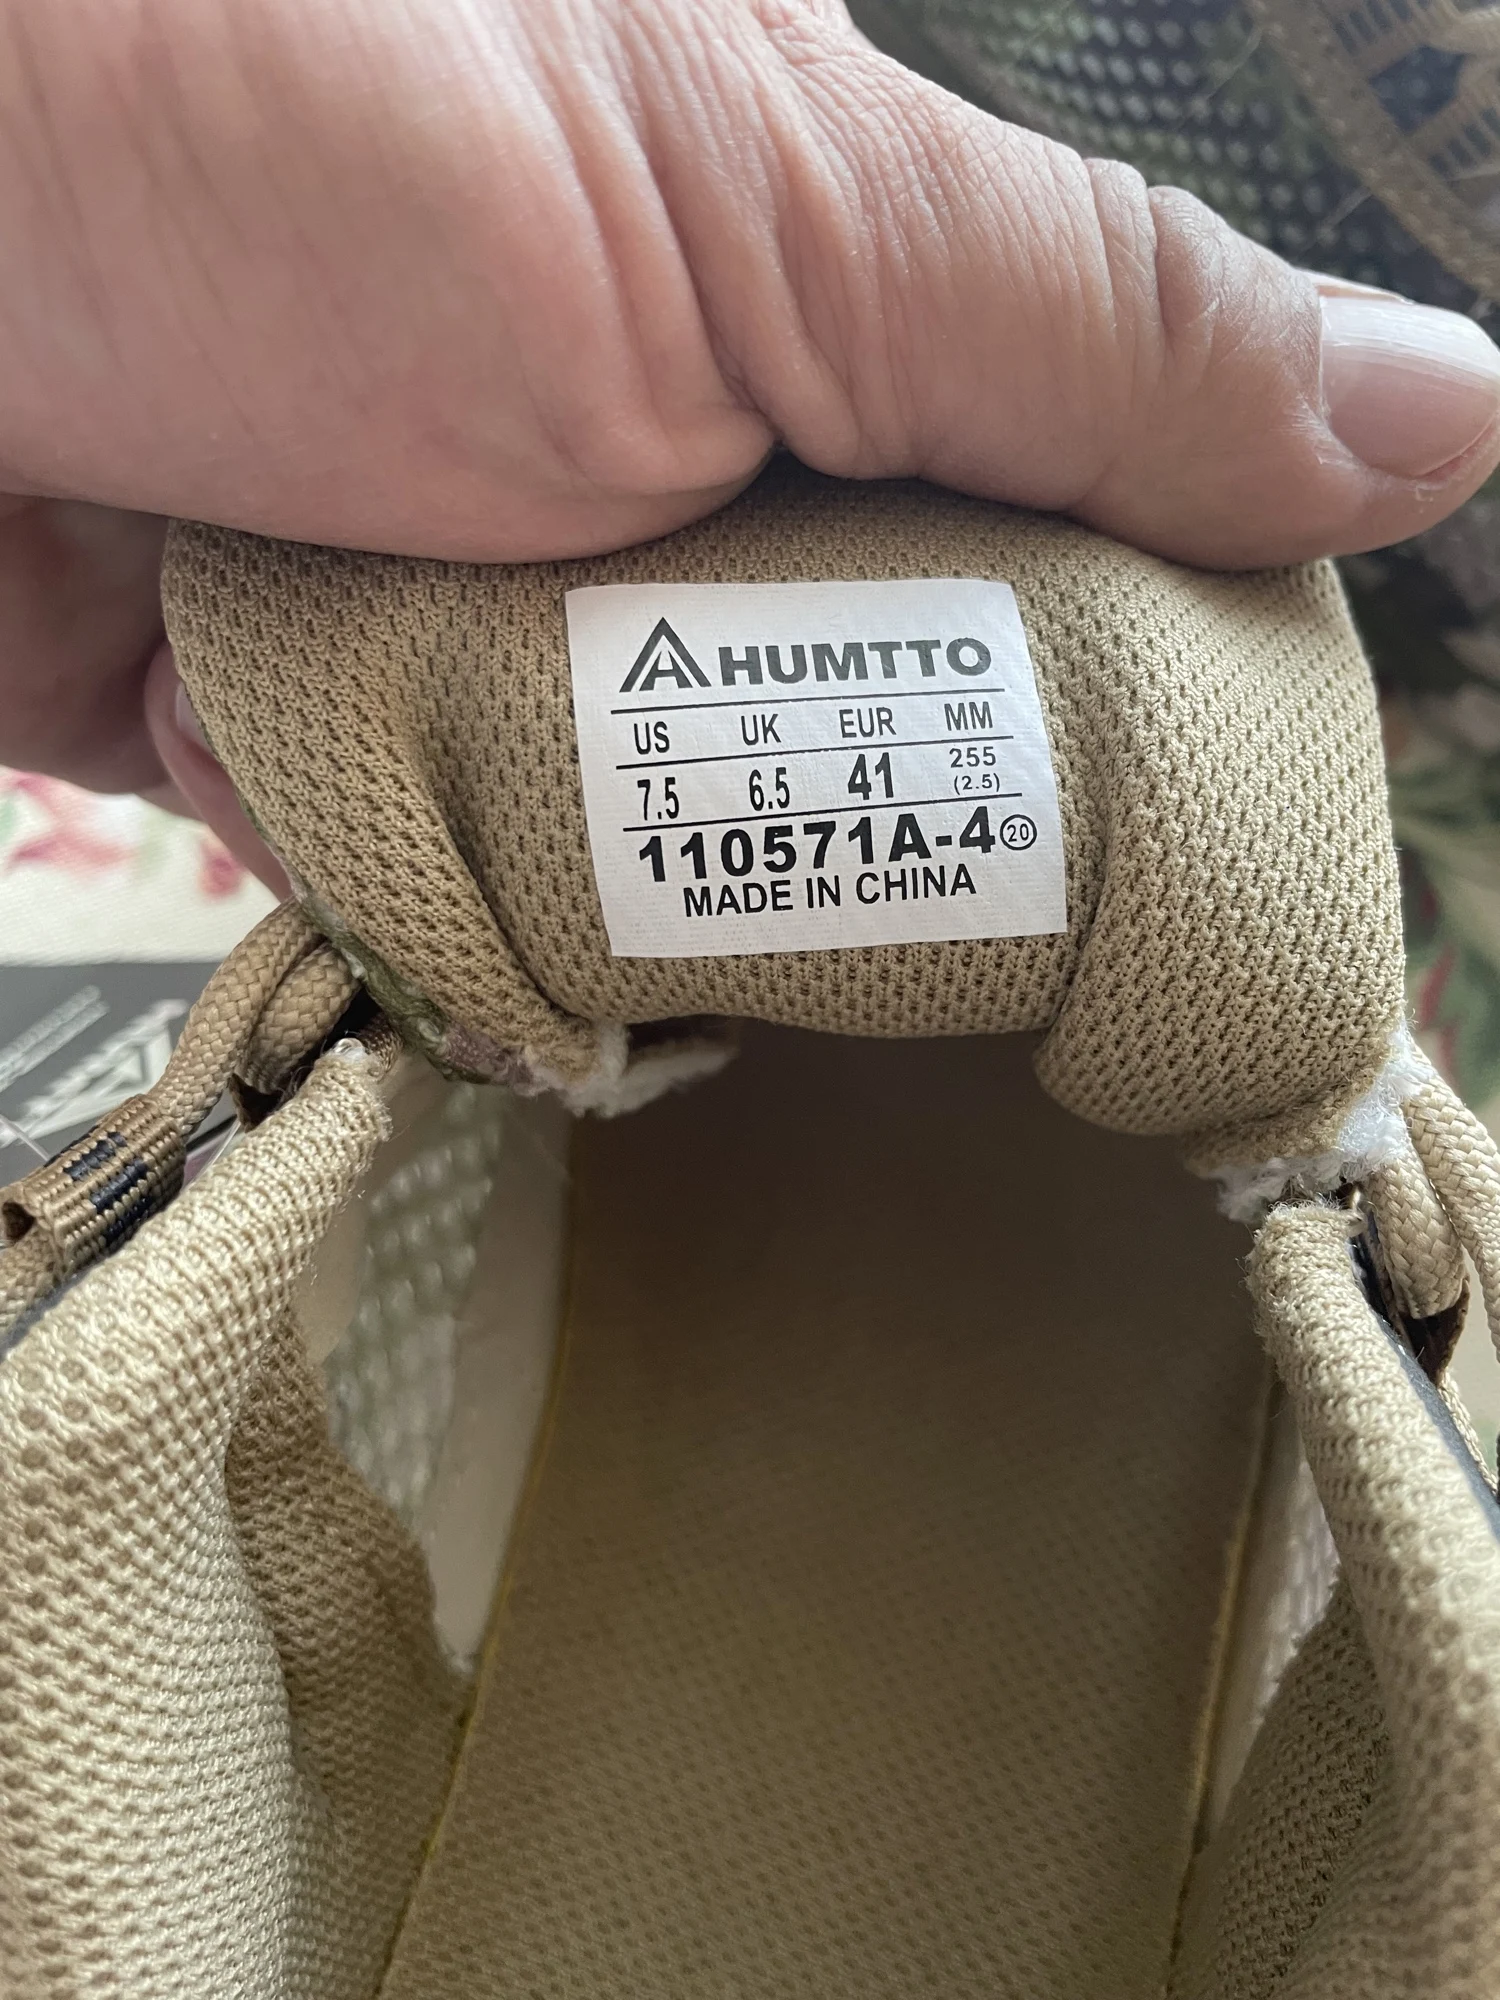 HUMTTO
US UK EUR MM
7.5 6.5 41 255
(2.5)
110571A-4 20
MADE IN CHINA